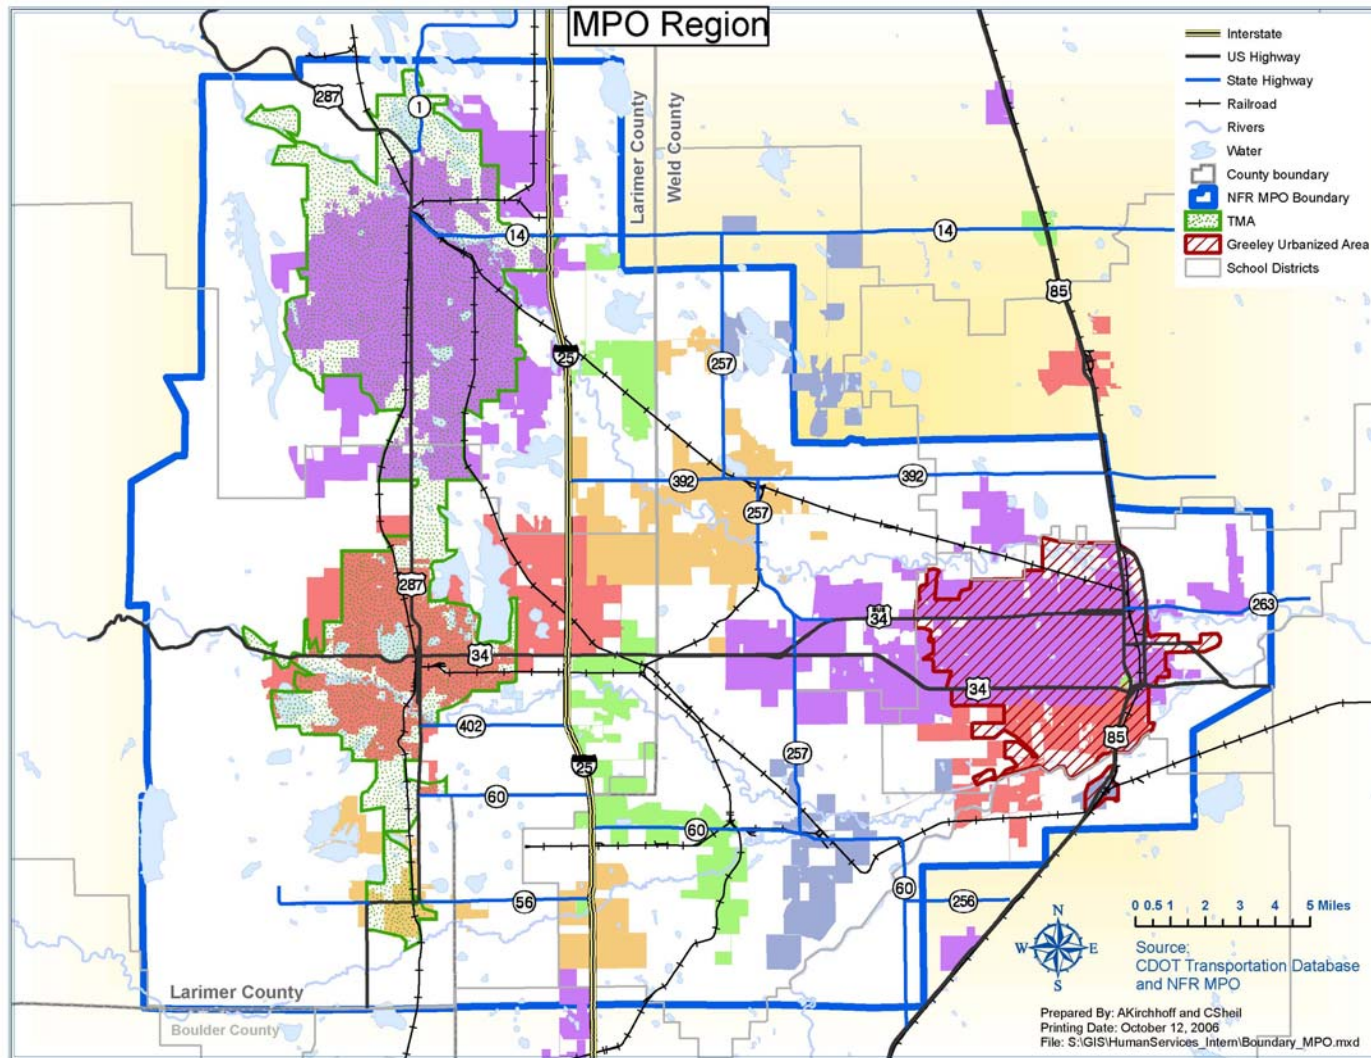 MPO Region
Interstate
US Highway
State Highway
Railroad
Rivers
Water
County boundary
NFR MPO Boundary
TMA
Greeley Urbanized Area
School Districts
287
1
Larimer County
Weld County
14
14
85
25
257
392
392
257
287
BUS
34
263
34
34
402
257
85
25
60
60
60
56
256
N
W
E
S
0 0.5 1 2 3 4 5 Miles
Source:
CDOT Transportation Database
and NFR MPO
Larimer County
Boulder County
Prepared By: AKirchhoff and CSheil
Printing Date: October 12, 2006
File: S:\GIS\HumanServices_Intern\Boundary_MPO.mxd